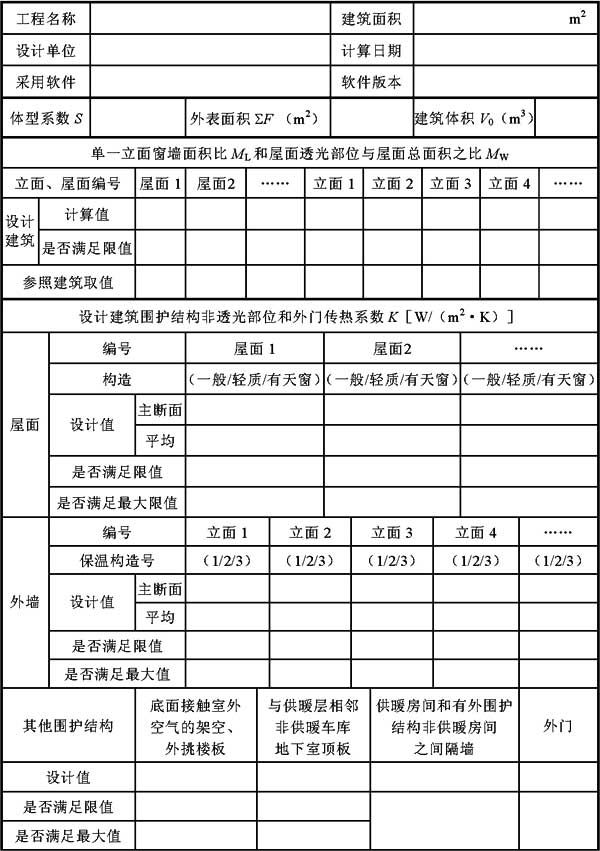 工程名称 建筑面积 m²
设计单位 计算日期
采用软件 软件版本
体型系数 S 外表面积 ΣF （m²） 建筑体积 V₀（m³）
单一立面窗墙面积比 M_L 和屋面透光部位与屋面总面积之比 M_W
立面、屋面编号 屋面 1 屋面2 …… 立面 1 立面 2 立面 3 立面 4 ……
设计建筑 计算值
是否满足限值
参照建筑取值
设计建筑围护结构非透光部位和外门传热系数 K［W/（m²·K）］
屋面 编号 屋面 1 屋面2 ……
构造 （一般/轻质/有天窗） （一般/轻质/有天窗） （一般/轻质/有天窗）
设计值 主断面
平均
是否满足限值
是否满足最大限值
外墙 编号 立面 1 立面 2 立面 3 立面 4 ……
保温构造号 （1/2/3） （1/2/3） （1/2/3） （1/2/3） （1/2/3）
设计值 主断面
平均
是否满足限值
是否满足最大值
其他围护结构
底面接触室外
空气的架空、
外挑楼板
与供暖层相邻
非供暖车库
地下室顶板
供暖房间和有外围护
结构非供暖房间
之间隔墙
外门
设计值
是否满足限值
是否满足最大值